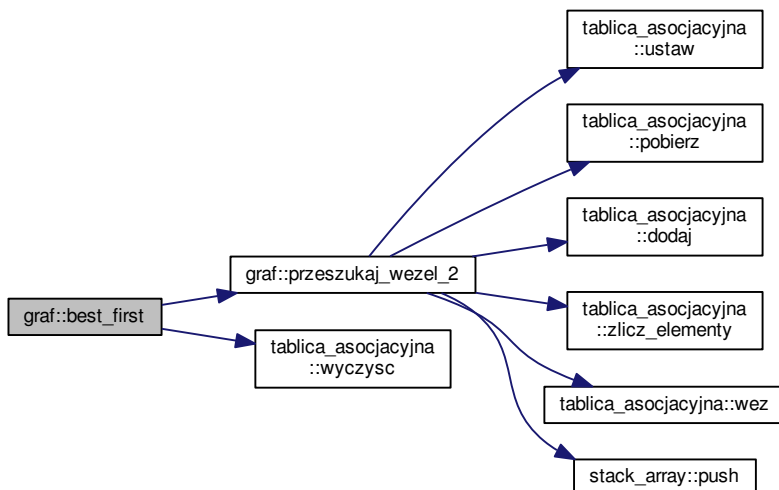 tablica_asocjacyjna
::ustaw
tablica_asocjacyjna
::pobierz
tablica_asocjacyjna
::dodaj
graf::przeszukaj_wezel_2
graf::best_first
tablica_asocjacyjna
::zlicz_elementy
tablica_asocjacyjna
::wyczysc
tablica_asocjacyjna::wez
stack_array::push